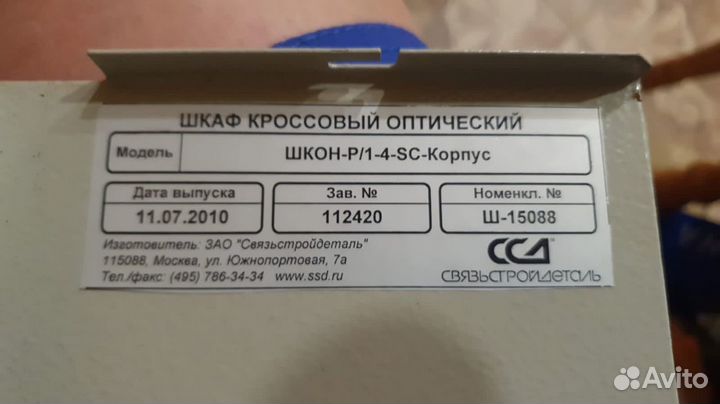 ШКАФ КРОССОВЫЙ ОПТИЧЕСКИЙ
Модель ШКОН-Р/1-4-SC-Корпус
Дата выпуска Зав. № Номенкл. №
11.07.2010 112420 Ш-15088
Изготовитель: ЗАО "Связьстройдеталь"
115088, Москва, ул. Южнопортовая, 7а
Тел./факс: (495) 786-34-34 www.ssd.ru
ССД
СВЯЗЬСТРОЙДЕТАЛЬ
Avito